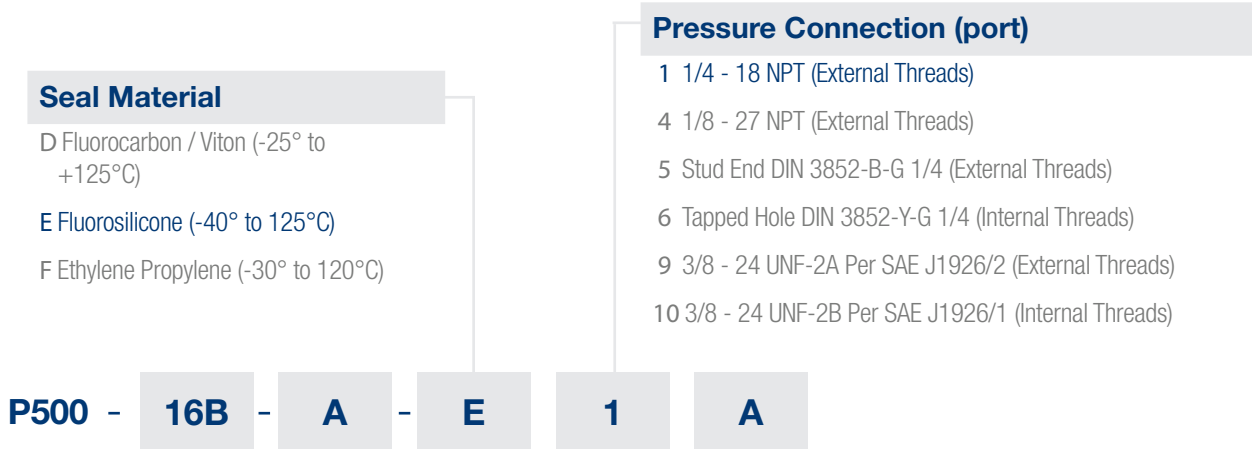 Pressure Connection (port)
1 1/4 - 18 NPT (External Threads)
4 1/8 - 27 NPT (External Threads)
5 Stud End DIN 3852-B-G 1/4 (External Threads)
6 Tapped Hole DIN 3852-Y-G 1/4 (Internal Threads)
9 3/8 - 24 UNF-2A Per SAE J1926/2 (External Threads)
10 3/8 - 24 UNF-2B Per SAE J1926/1 (Internal Threads)
Seal Material
D Fluorocarbon / Viton (-25° to
+125°C)
E Fluorosilicone (-40° to 125°C)
F Ethylene Propylene (-30° to 120°C)
P500 - 16B - A - E 1 A